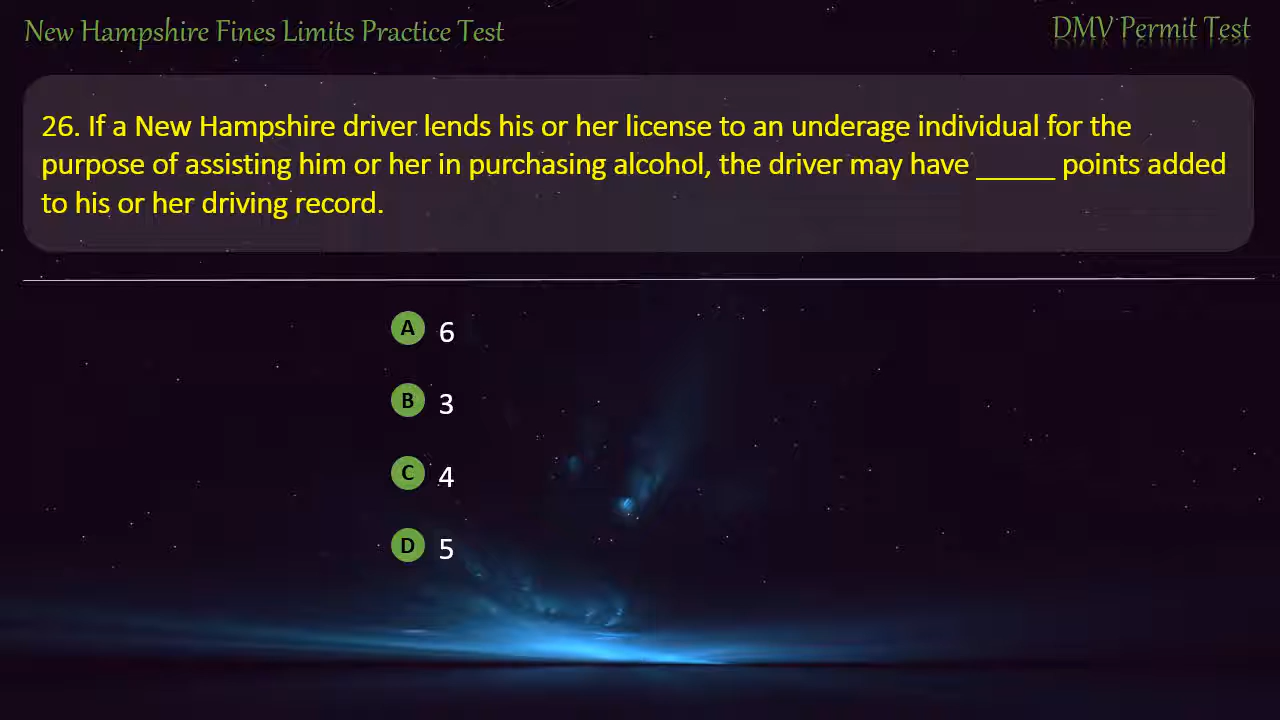 New Hampshire Fines Limits Practice Test
DMV Permit Test
26. If a New Hampshire driver lends his or her license to an underage individual for the
purpose of assisting him or her in purchasing alcohol, the driver may have _____ points added
to his or her driving record.
A 6
B 3
C 4
D 5